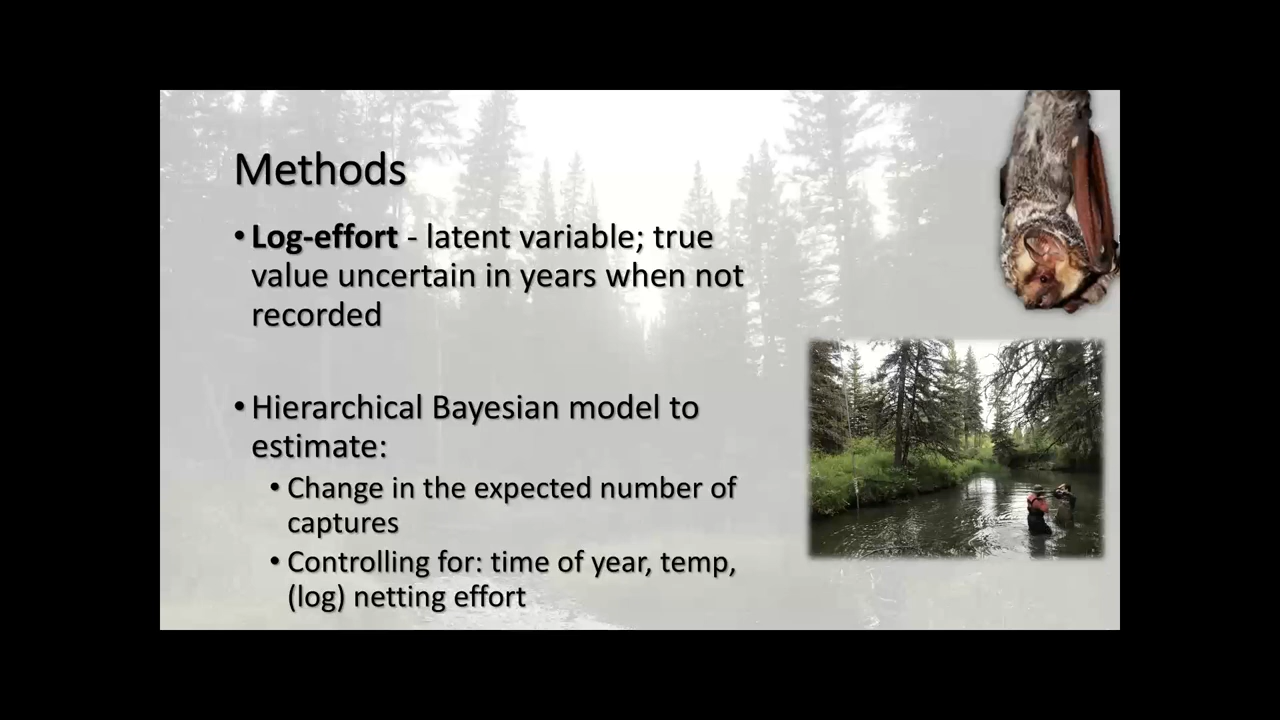 Methods
• Log-effort - latent variable; true
value uncertain in years when not
recorded
• Hierarchical Bayesian model to
estimate:
• Change in the expected number of
captures
• Controlling for: time of year, temp,
(log) netting effort